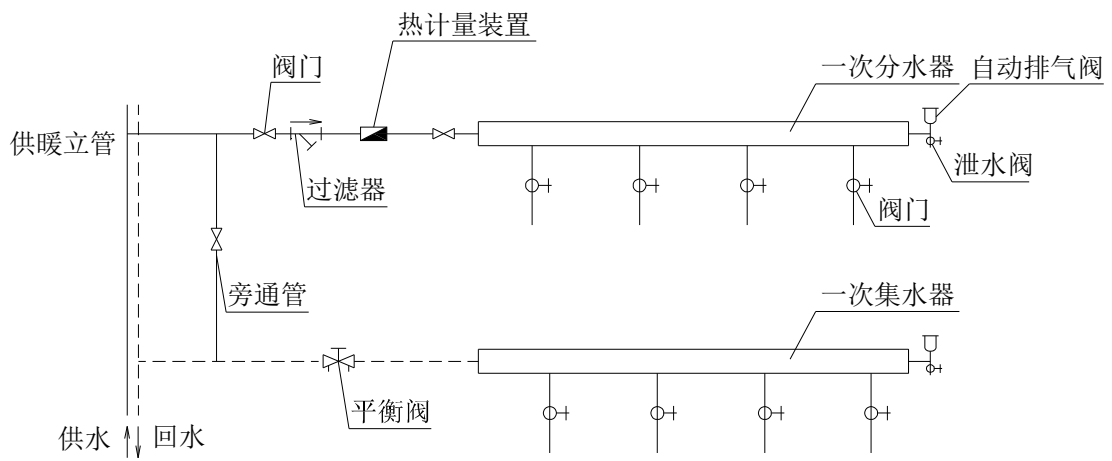 热计量装置
阀门
一次分水器
自动排气阀
供暖立管
过滤器
泄水阀
阀门
旁通管
一次集水器
平衡阀
供水
回水